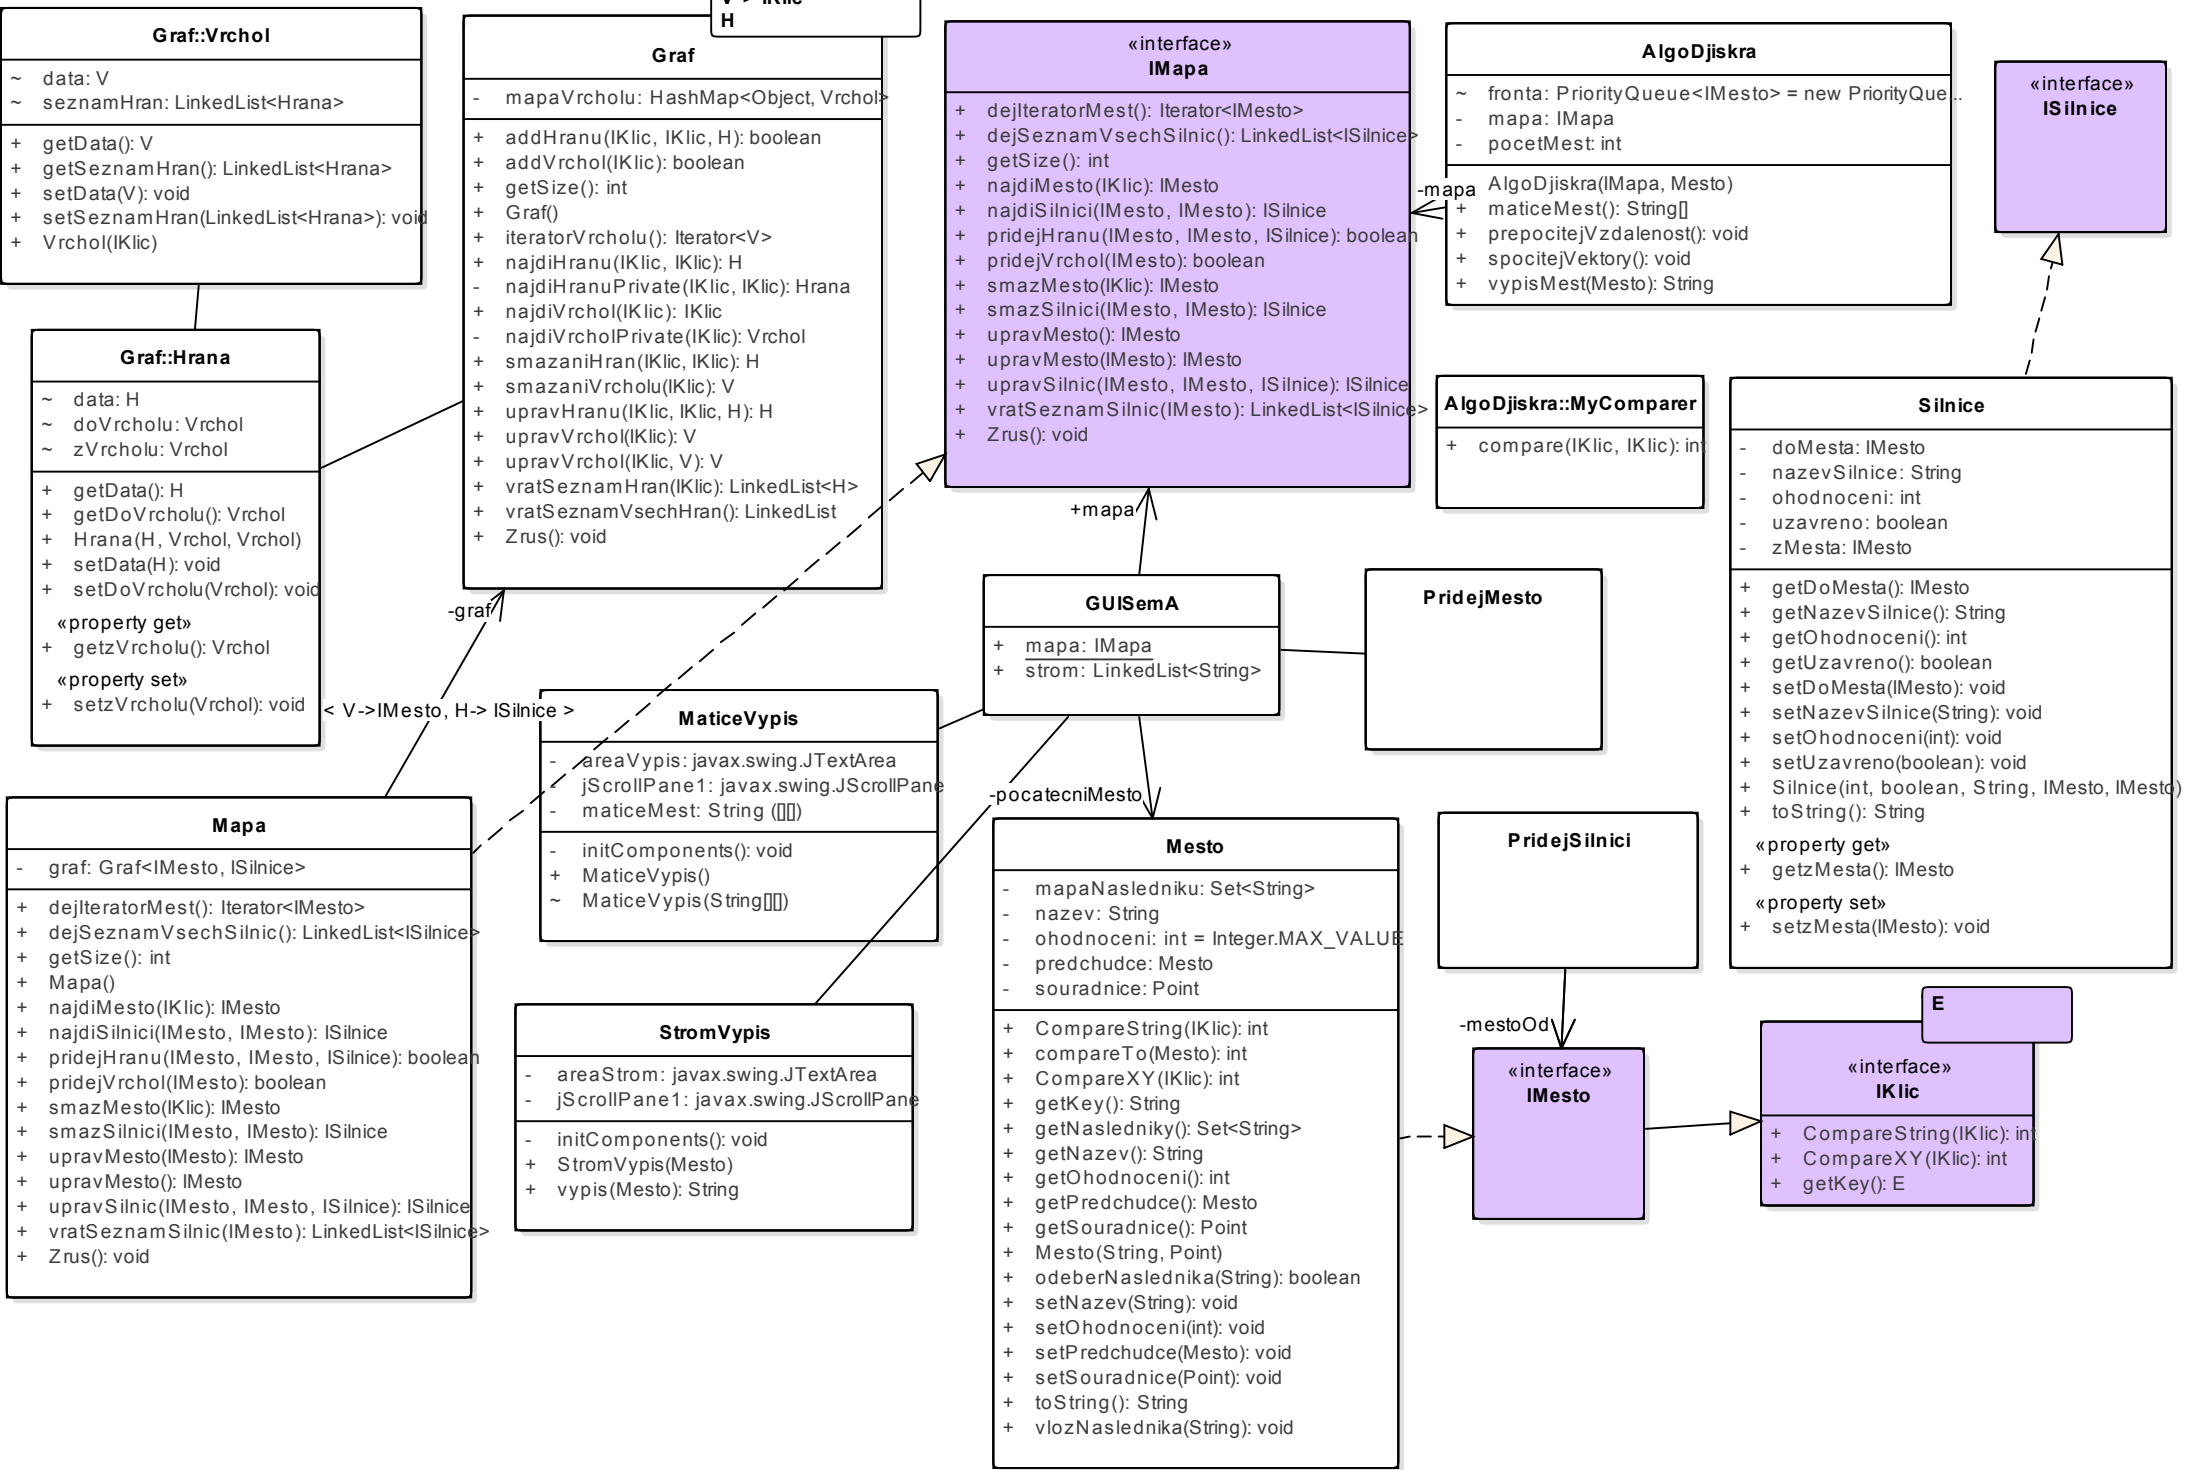 Graf::Vrchol
~ data: V
~ seznamHran: LinkedList<Hrana>
+ getData(): V
+ getSeznamHran(): LinkedList<Hrana>
+ setData(V): void
+ setSeznamHran(LinkedList<Hrana>): void
+ Vrchol(IKlic)
Graf::Hrana
~ data: H
~ doVrcholu: Vrchol
~ zVrcholu: Vrchol
+ getData(): H
+ getDoVrcholu(): Vrchol
+ Hrana(H, Vrchol, Vrchol)
+ setData(H): void
+ setDoVrcholu(Vrchol): void
«property get»
+ getzVrcholu(): Vrchol
«property set»
+ setzVrcholu(Vrchol): void
H
Graf
- mapaVrcholu: HashMap<Object, Vrchol>
+ addHranu(IKlic, IKlic, H): boolean
+ addVrchol(IKlic): boolean
+ getSize(): int
+ Graf()
+ iteratorVrcholu(): Iterator<V>
+ najdiHranu(IKlic, IKlic): H
- najdiHranuPrivate(IKlic, IKlic): Hrana
+ najdiVrchol(IKlic): IKlic
- najdiVrcholPrivate(IKlic): Vrchol
+ smazaniHran(IKlic, IKlic): H
+ smazaniVrcholu(IKlic): V
+ upravHranu(IKlic, IKlic, H): H
+ upravVrchol(IKlic): V
+ upravVrchol(IKlic, V): V
+ vratSeznamHran(IKlic): LinkedList<H>
+ vratSeznamVsechHran(): LinkedList
+ Zrus(): void
-graf
< V->IMesto, H-> ISilnice >
Mapa
- graf: Graf<IMesto, ISilnice>
+ dejIteratorMest(): Iterator<IMesto>
+ dejSeznamVsechSilnic(): LinkedList<ISilnice>
+ getSize(): int
+ Mapa()
+ najdiMesto(IKlic): IMesto
+ najdiSilnici(IMesto, IMesto): ISilnice
+ pridejHranu(IMesto, IMesto, ISilnice): boolean
+ pridejVrchol(IMesto): boolean
+ smazMesto(IKlic): IMesto
+ smazSilnici(IMesto, IMesto): ISilnice
+ upravMesto(IMesto): IMesto
+ upravMesto(): IMesto
+ upravSilnic(IMesto, IMesto, ISilnice): ISilnice
+ vratSeznamSilnic(IMesto): LinkedList<ISilnice>
+ Zrus(): void
«interface»
IMapa
+ dejIteratorMest(): Iterator<IMesto>
+ dejSeznamVsechSilnic(): LinkedList<ISilnice>
+ getSize(): int
+ najdiMesto(IKlic): IMesto
+ najdiSilnici(IMesto, IMesto): ISilnice
+ pridejHranu(IMesto, IMesto, ISilnice): boolean
+ pridejVrchol(IMesto): boolean
+ smazMesto(IKlic): IMesto
+ smazSilnici(IMesto, IMesto): ISilnice
+ upravMesto(): IMesto
+ upravMesto(IMesto): IMesto
+ upravSilnic(IMesto, IMesto, ISilnice): ISilnice
+ vratSeznamSilnic(IMesto): LinkedList<ISilnice>
+ Zrus(): void
-mapa
AlgoDjiskra
~ fronta: PriorityQueue<IMesto> = new PriorityQue...
- mapa: IMapa
- pocetMest: int
AlgoDjiskra(IMapa, Mesto)
+ maticeMest(): String[]
+ prepocitejVzdalenost(): void
+ spocitejVektory(): void
+ vypisMest(Mesto): String
«interface»
ISilnice
AlgoDjiskra::MyComparer
+ compare(IKlic, IKlic): int
Silnice
- doMesta: IMesto
- nazevSilnice: String
- ohodnoceni: int
- uzavreno: boolean
- zMesta: IMesto
+ getDoMesta(): IMesto
+ getNazevSilnice(): String
+ getOhodnoceni(): int
+ getUzavreno(): boolean
+ setDoMesta(IMesto): void
+ setNazevSilnice(String): void
+ setOhodnoceni(int): void
+ setUzavreno(boolean): void
+ Silnice(int, boolean, String, IMesto, IMesto)
+ toString(): String
«property get»
+ getzMesta(): IMesto
«property set»
+ setzMesta(IMesto): void
+mapa
GUISemA
+ mapa: IMapa
+ strom: LinkedList<String>
PridejMesto
MaticeVypis
- areaVypis: javax.swing.JTextArea
- jScrollPane1: javax.swing.JScrollPane
- maticeMest: String ([][])
- initComponents(): void
+ MaticeVypis()
~ MaticeVypis(String[][])
-pocatecniMesto
StromVypis
- areaStrom: javax.swing.JTextArea
- jScrollPane1: javax.swing.JScrollPane
- initComponents(): void
+ StromVypis(Mesto)
+ vypis(Mesto): String
Mesto
- mapaNasledniku: Set<String>
- nazev: String
- ohodnoceni: int = Integer.MAX_VALUE
- predchudce: Mesto
- souradnice: Point
+ CompareString(IKlic): int
+ compareTo(Mesto): int
+ CompareXY(IKlic): int
+ getKey(): String
+ getNasledniky(): Set<String>
+ getNazev(): String
+ getOhodnoceni(): int
+ getPredchudce(): Mesto
+ getSouradnice(): Point
+ Mesto(String, Point)
+ odeberNaslednika(String): boolean
+ setNazev(String): void
+ setOhodnoceni(int): void
+ setPredchudce(Mesto): void
+ setSouradnice(Point): void
+ toString(): String
+ vlozNaslednika(String): void
PridejSilnici
-mestoOd
«interface»
IMesto
E
«interface»
IKlic
+ CompareString(IKlic): int
+ CompareXY(IKlic): int
+ getKey(): E